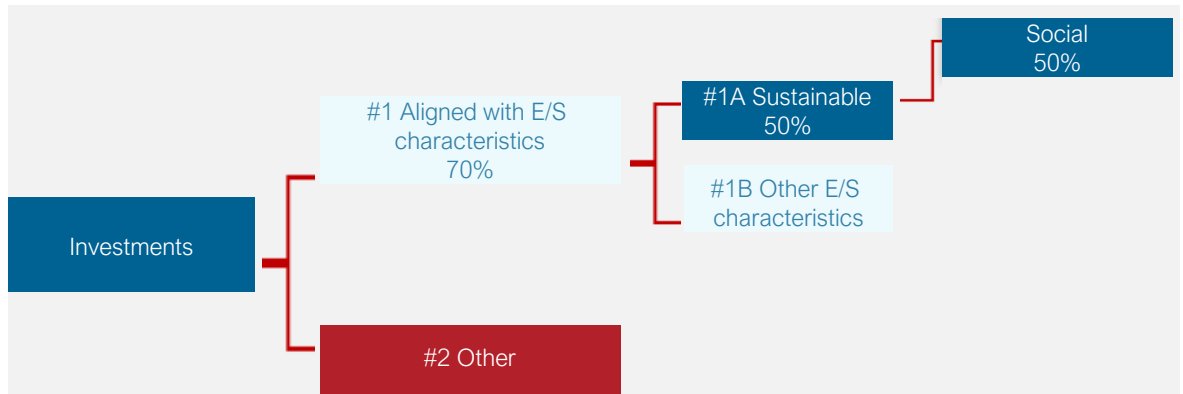 Social
50%
#1A Sustainable
50%
#1 Aligned with E/S
characteristics
70%
#1B Other E/S
characteristics
Investments
#2 Other